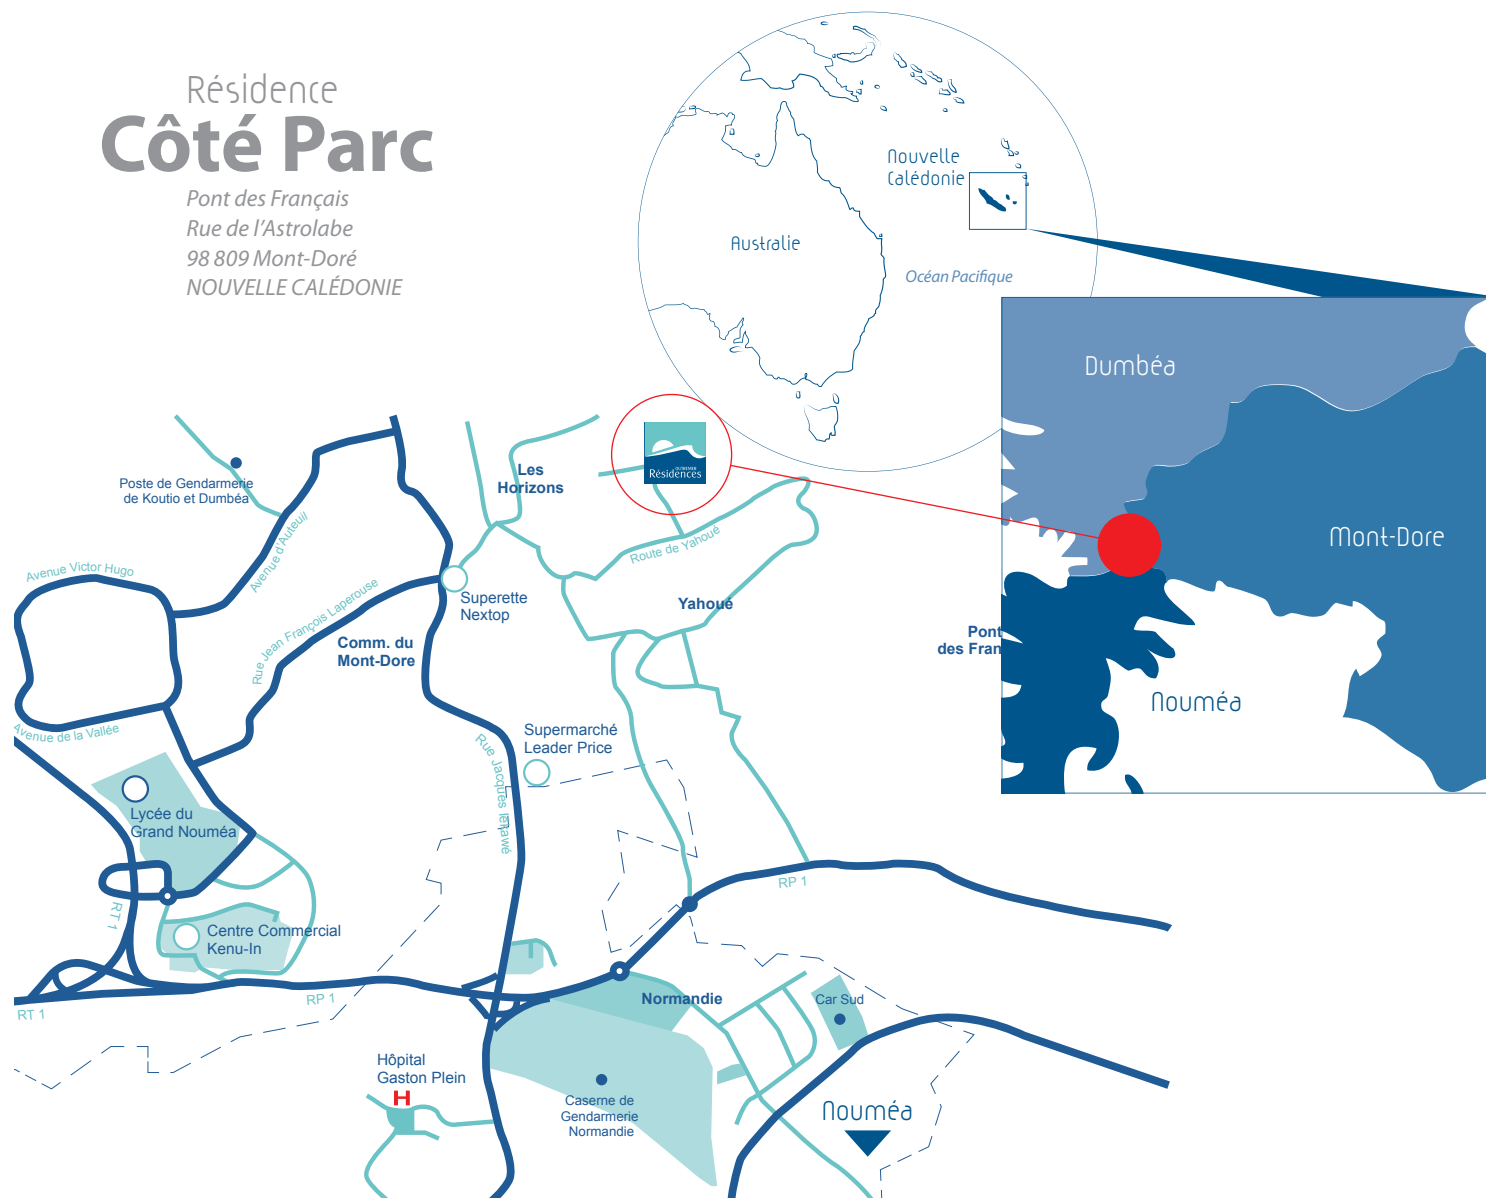 Résidence
Côté Parc
Pont des Français
Rue de l'Astrolabe
98 809 Mont-Doré
NOUVELLE CALÉDONIE
Nouvelle
Calédonie
Australie
Océan Pacifique
Dumbéa
Mont-Dore
Nouméa
Poste de Gendarmerie
de Koutio et Dumbéa
Les
Horizons
Résidences
Avenue d'Auteuil
Route de Yahoué
Avenue Victor Hugo
Rue Jean François Laperouse
Superette
Nextop
Yahoué
Comm. du
Mont-Dore
Pont
des Fran
Avenue de la Vallée
Supermarché
Leader Price
Rue Jacques Iékawé
Lycée du
Grand Nouméa
RP 1
RT 1
Centre Commercial
Kenu-In
RP 1
RT 1
Normandie
Car Sud
Hôpital
Gaston Plein
H
Caserne de
Gendarmerie
Normandie
Nouméa